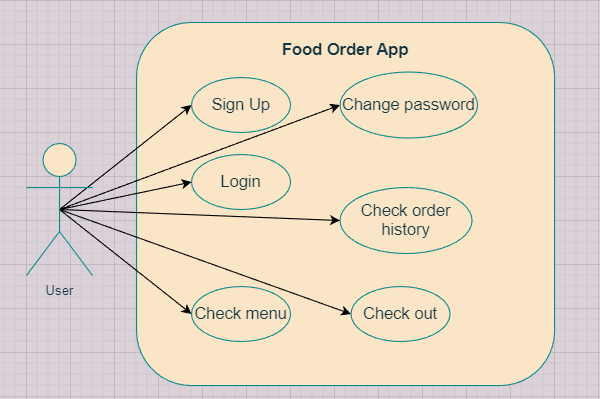 Food Order App
Sign Up
Change password
Login
Check order
history
User
Check menu
Check out